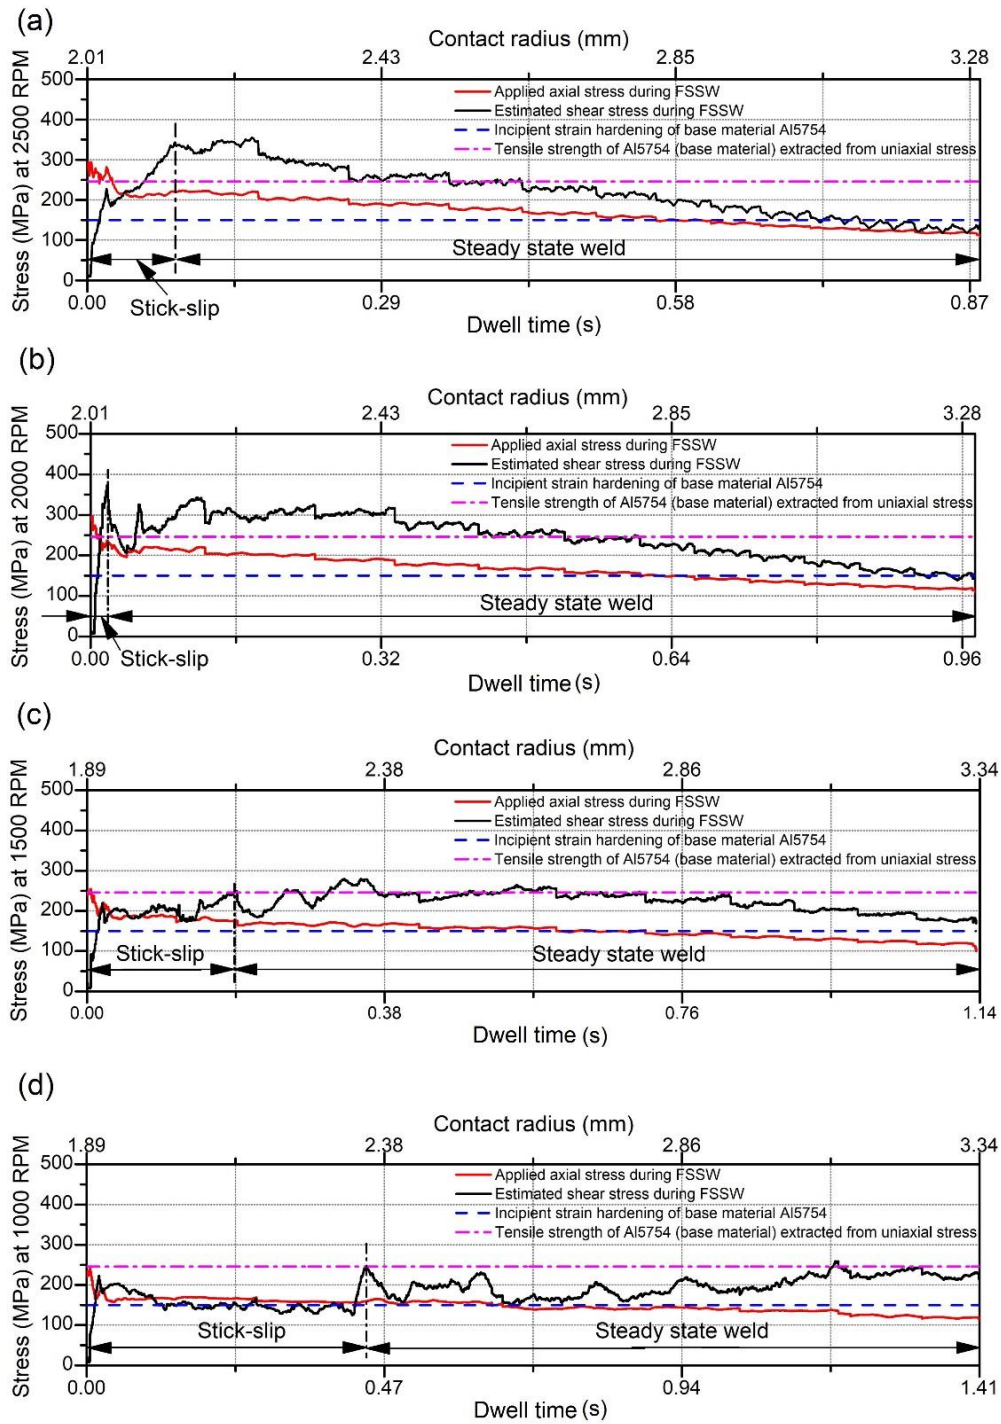 (a)
Contact radius (mm)
2.01 2.43 2.85 3.28
Stress (MPa) at 2500 RPM
500
400
300
200
100
0
Applied axial stress during FSSW
Estimated shear stress during FSSW
Incipient strain hardening of base material Al5754
Tensile strength of Al5754 (base material) extracted from uniaxial stress
Steady state weld
Stick-slip
0.00 0.29 0.58 0.87
Dwell time (s)
(b)
Contact radius (mm)
2.01 2.43 2.85 3.28
Stress (MPa) at 2000 RPM
500
400
300
200
100
0
Applied axial stress during FSSW
Estimated shear stress during FSSW
Incipient strain hardening of base material Al5754
Tensile strength of Al5754 (base material) extracted from uniaxial stress
Steady state weld
Stick-slip
0.00 0.32 0.64 0.96
Dwell time (s)
(c)
Contact radius (mm)
1.89 2.38 2.86 3.34
Stress (MPa) at 1500 RPM
500
400
300
200
100
0
Applied axial stress during FSSW
Estimated shear stress during FSSW
Incipient strain hardening of base material Al5754
Tensile strength of Al5754 (base material) extracted from uniaxial stress
Stick-slip Steady state weld
0.00 0.38 0.76 1.14
Dwell time (s)
(d)
Contact radius (mm)
1.89 2.38 2.86 3.34
Stress (MPa) at 1000 RPM
500
400
300
200
100
0
Applied axial stress during FSSW
Estimated shear stress during FSSW
Incipient strain hardening of base material Al5754
Tensile strength of Al5754 (base material) extracted from uniaxial stress
Stick-slip Steady state weld
0.00 0.47 0.94 1.41
Dwell time (s)